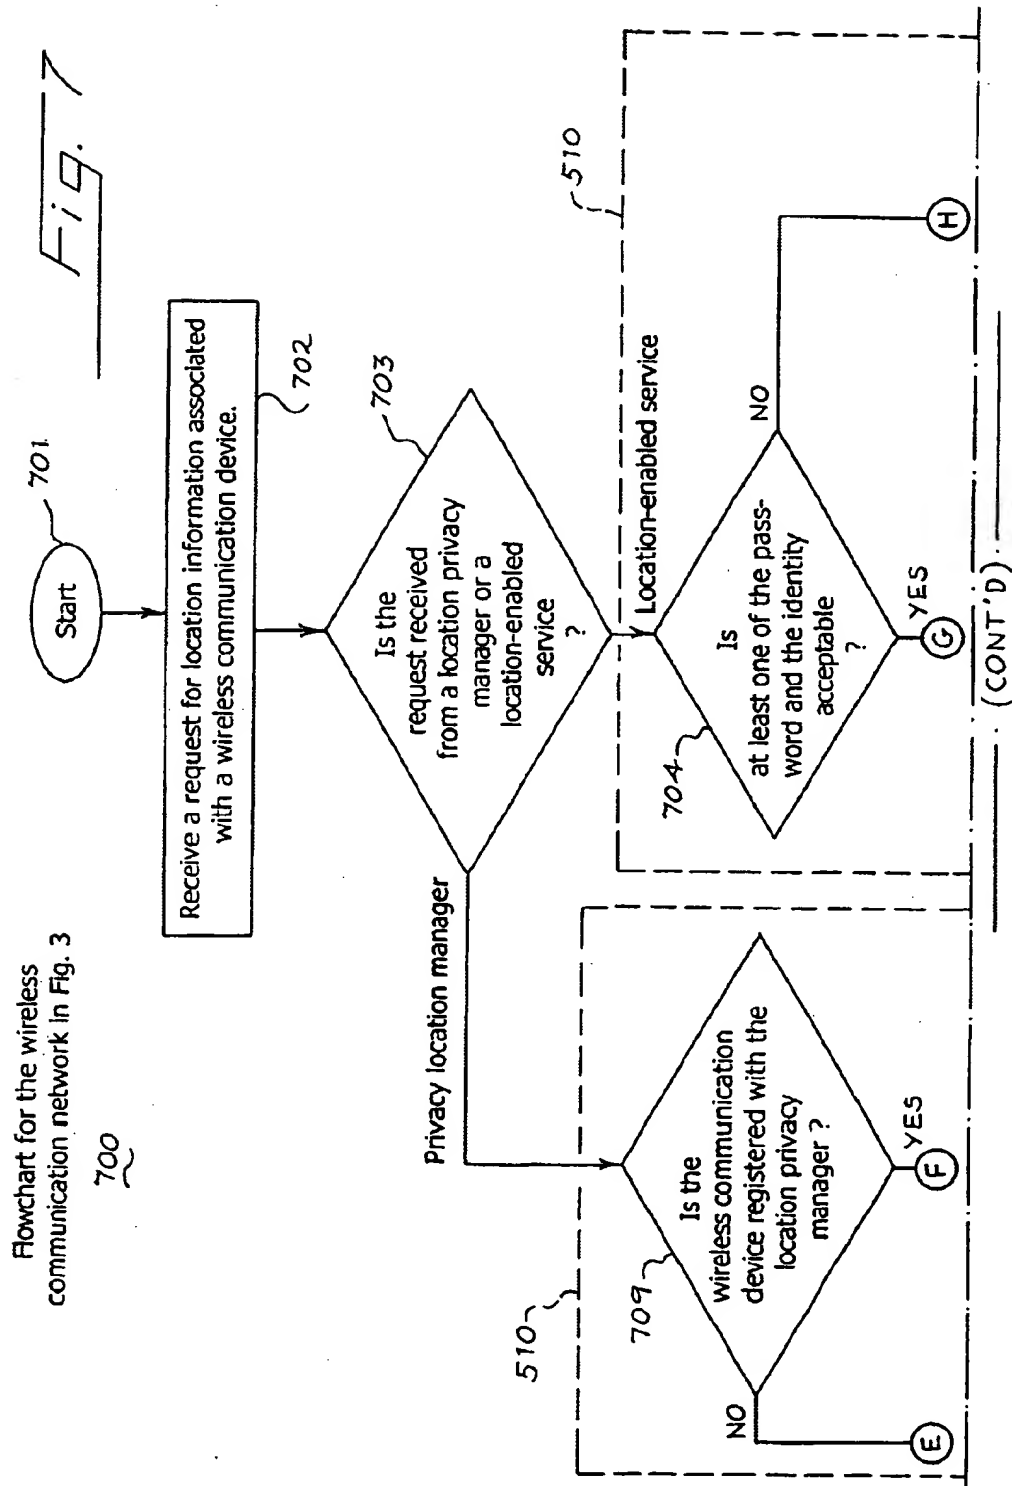 Flowchart for the wireless
communication network in Fig. 3
700
Fig. 7
Start
701
Receive a request for location information associated
with a wireless communication device.
702
Is the
request received
from a location privacy
manager or a
location-enabled
service
?
703
Privacy location manager
Location-enabled service
510
510
709
Is the
wireless communication
device registered with the
location privacy
manager ?
NO
YES
E
F
704
Is
at least one of the pass-
word and the identity
acceptable
?
NO
YES
G
H
(CONT'D).